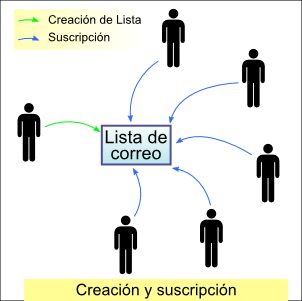 Creación de Lista
Suscripción
Lista de
correo
Creación y suscripción